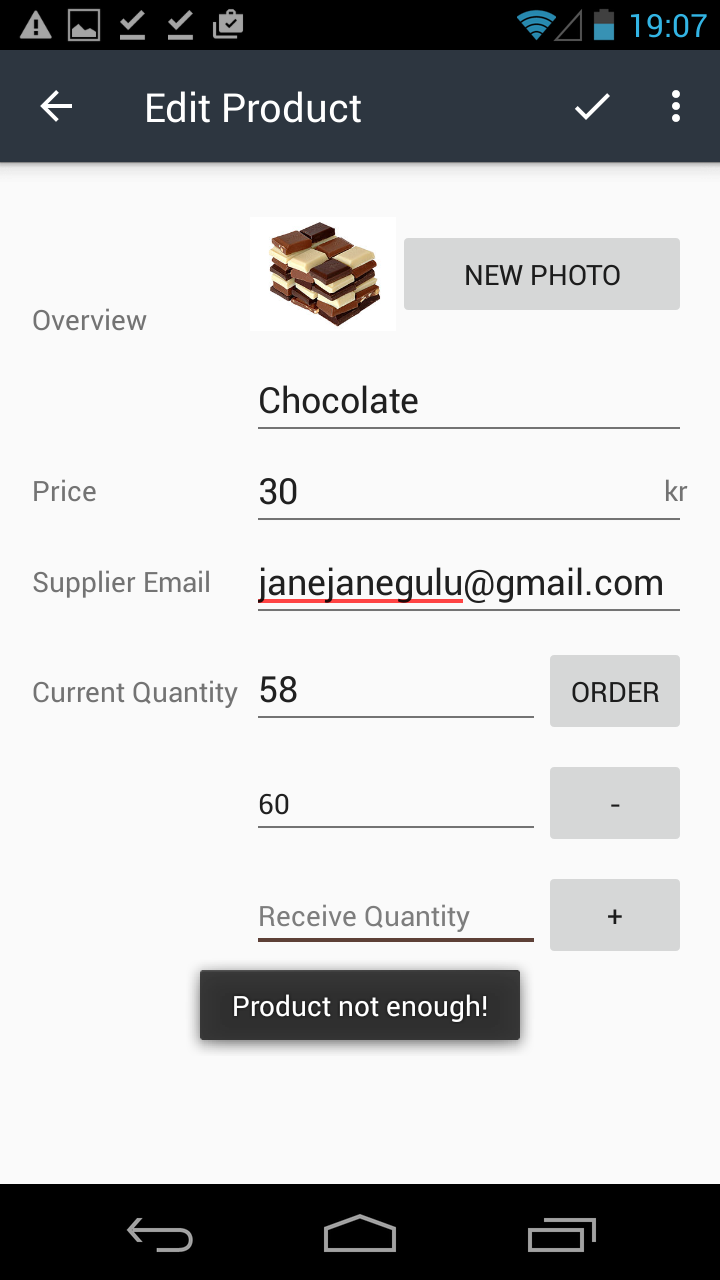 19:07
Edit Product
NEW PHOTO
Overview
Chocolate
Price 30 kr
Supplier Email janejanegulu@gmail.com
Current Quantity 58 ORDER
60 -
Receive Quantity +
Product not enough!